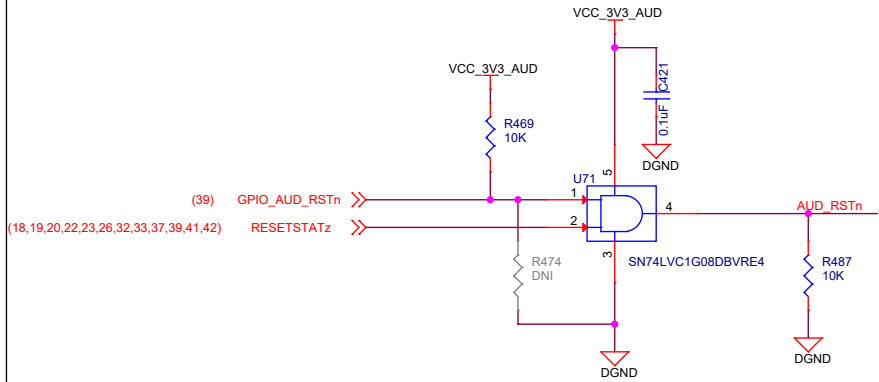 VCC_3V3_AUD
VCC_3V3_AUD
C421
0.1uF
R469
10K
DGND
U71
5
(39) GPIO_AUD_RSTn
1
4
AUD_RSTn
(18,19,20,22,23,26,32,33,37,39,41,42) RESETSTATz
2
3
SN74LVC1G08DBVRE4
R474
DNI
R487
10K
DGND
DGND